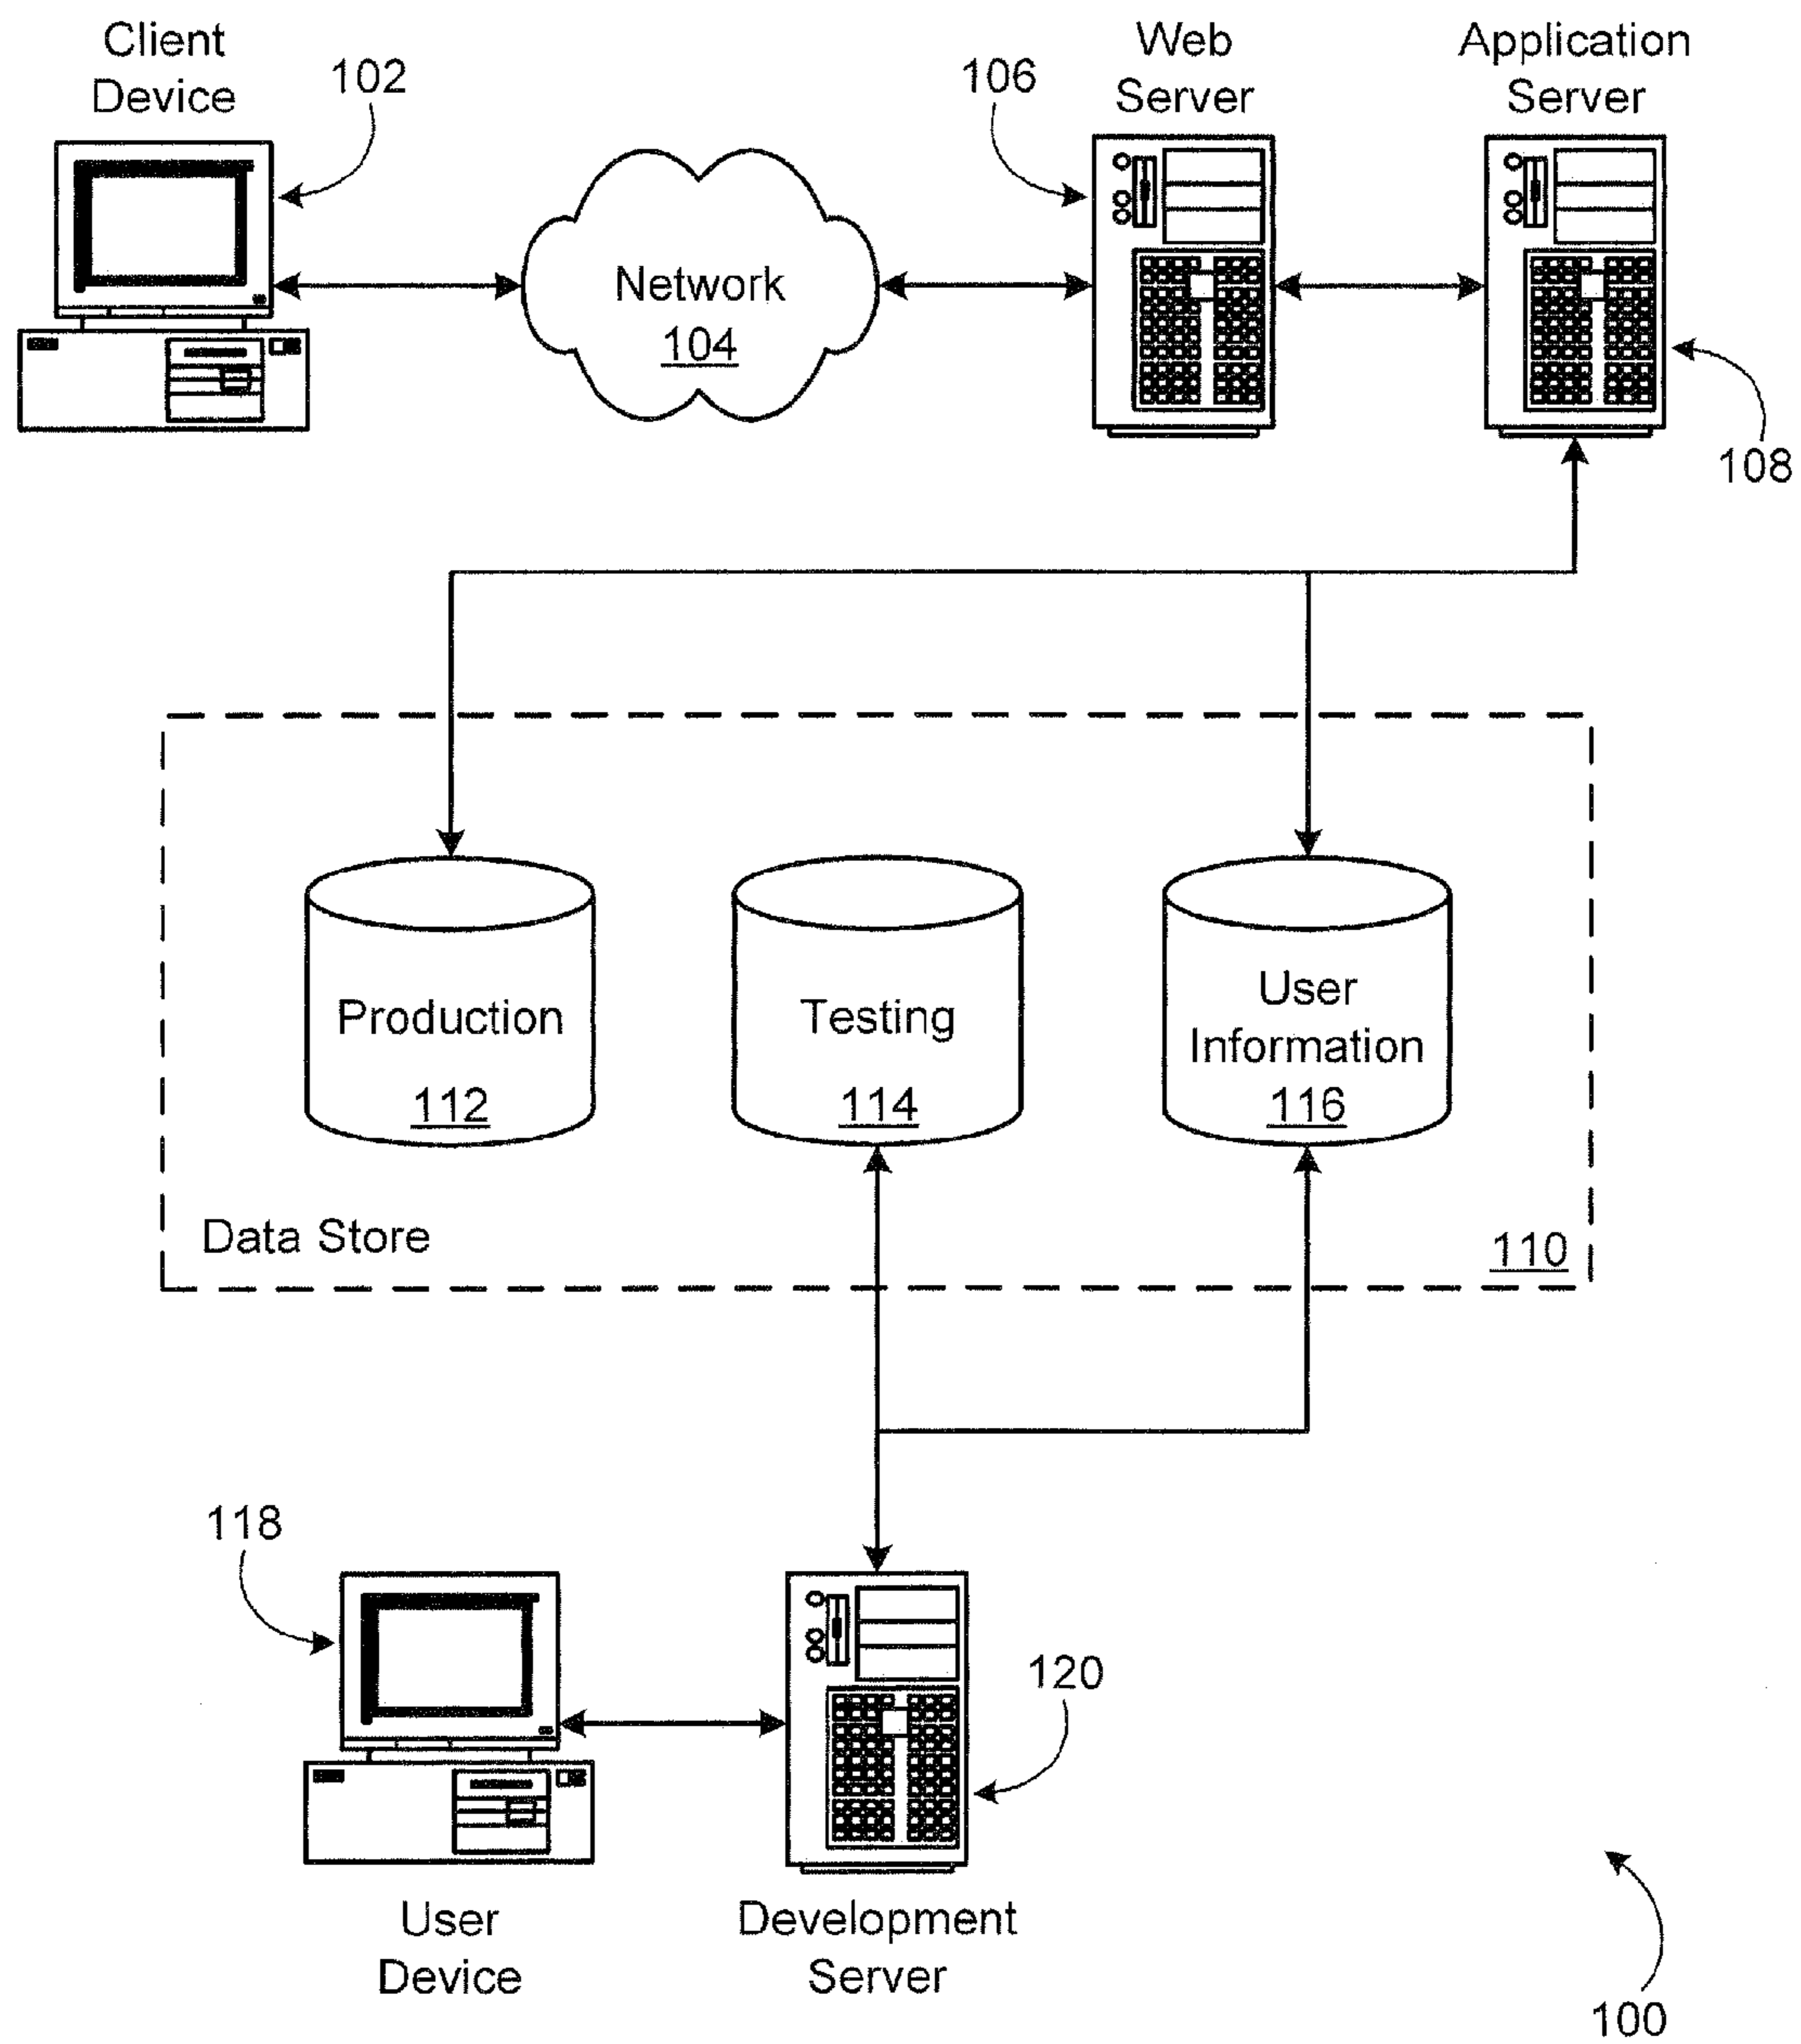 Client
Device
102
Network
104
106
Web
Server
Application
Server
108
Production
112
Testing
114
User
Information
116
Data Store
110
118
User
Device
120
Development
Server
100